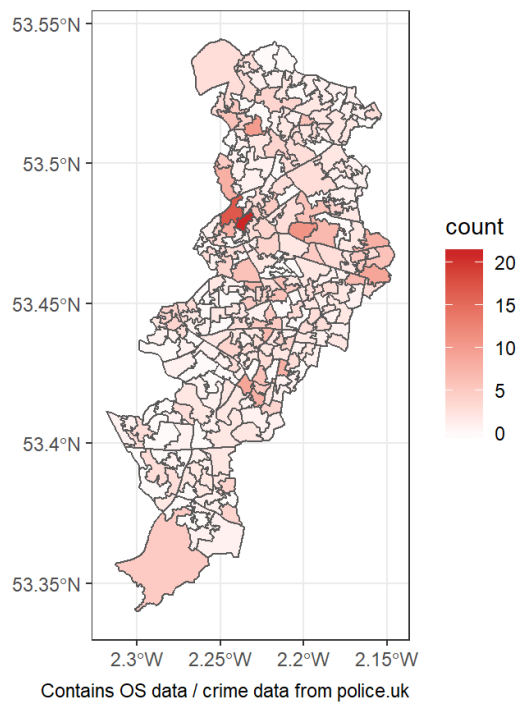 53.55°N
53.5°N
53.45°N
53.4°N
53.35°N
2.3°W 2.25°W 2.2°W 2.15°W
count
20
15
10
5
0
Contains OS data / crime data from police.uk